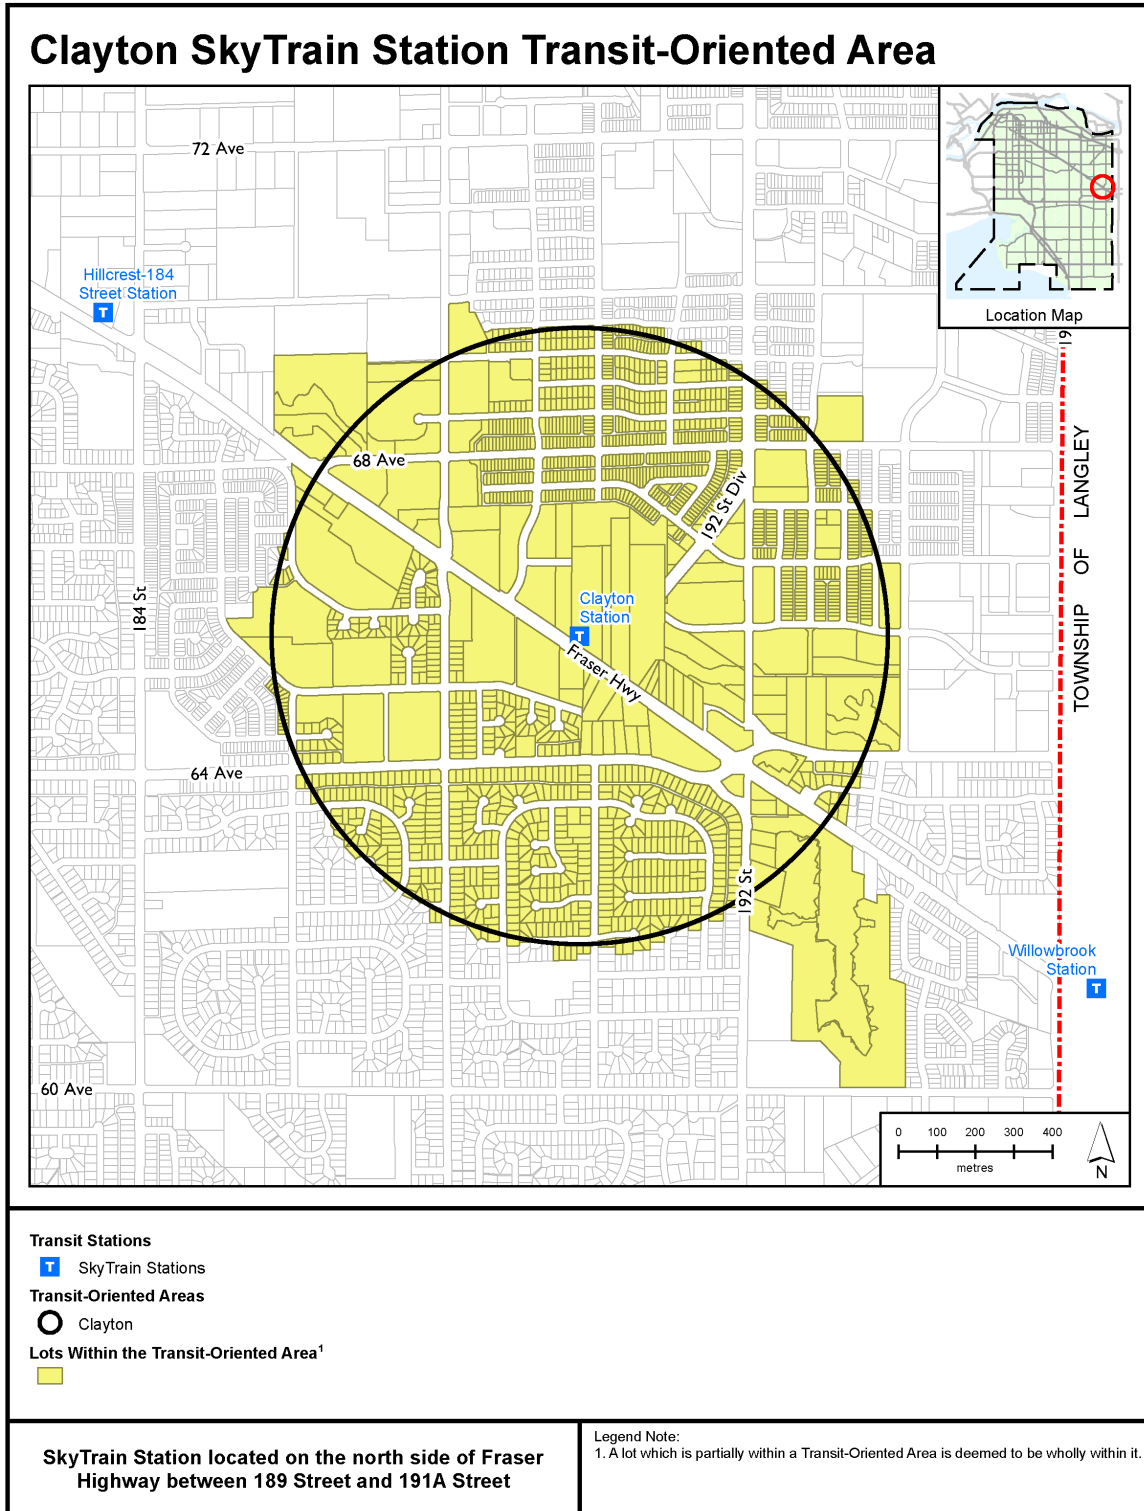 Clayton SkyTrain Station Transit-Oriented Area
72 Ave
Hillcrest-184
Street Station
T
Location Map
19
68 Ave
192 St Div
TOWNSHIP OF LANGLEY
184 St
Clayton
Station
T
Fraser Hwy
64 Ave
192 St
Willowbrook
Station
T
60 Ave
0 100 200 300 400
metres
N
Transit Stations
T SkyTrain Stations
Transit-Oriented Areas
Clayton
Lots Within the Transit-Oriented Area1
SkyTrain Station located on the north side of Fraser
Highway between 189 Street and 191A Street
Legend Note:
1. A lot which is partially within a Transit-Oriented Area is deemed to be wholly within it.